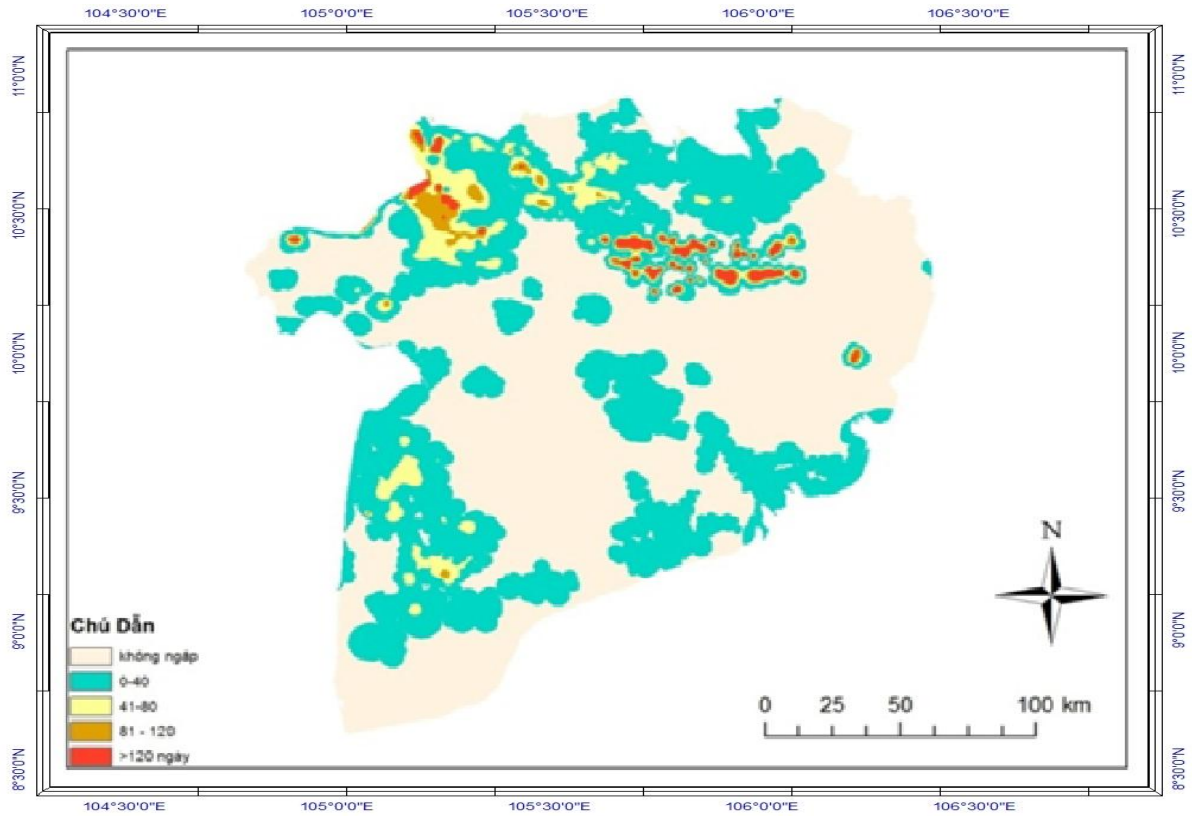 104°30'0"E 105°0'0"E 105°30'0"E 106°0'0"E 106°30'0"E
11°0'0"N 11°0'0"N
10°30'0"N 10°30'0"N
10°0'0"N 10°0'0"N
9°30'0"N 9°30'0"N
N
9°0'0"N 9°0'0"N
Chú Dẫn
không ngập
0-40
41-80
81 - 120
>120 ngày
0 25 50 100 km
8°30'0"N 8°30'0"N
104°30'0"E 105°0'0"E 105°30'0"E 106°0'0"E 106°30'0"E